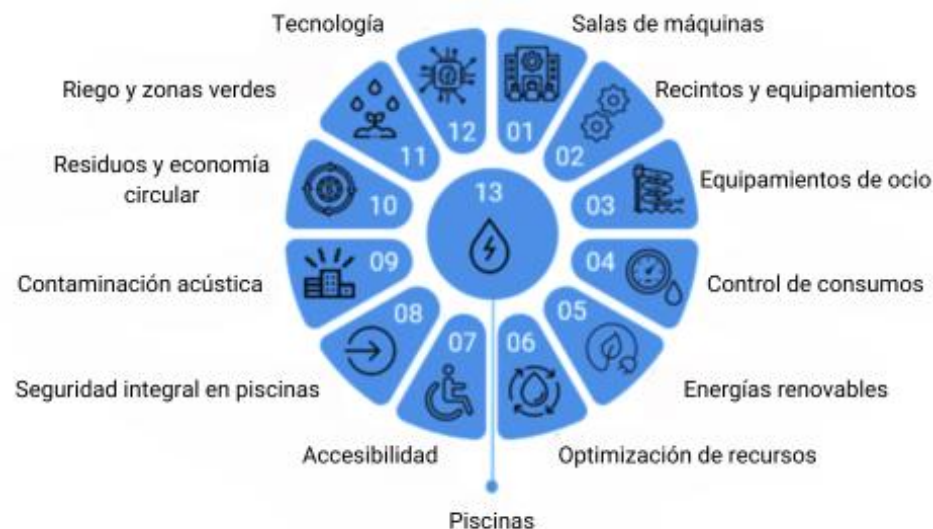 Tecnología
Salas de máquinas
Riego y zonas verdes
Recintos y equipamientos
12
01
11
02
Residuos y economía
circular
Equipamientos de ocio
10
13
03
Contaminación acústica
09
04
Control de consumos
08
05
Seguridad integral en piscinas
07
06
Energías renovables
Accesibilidad
Optimización de recursos
Piscinas